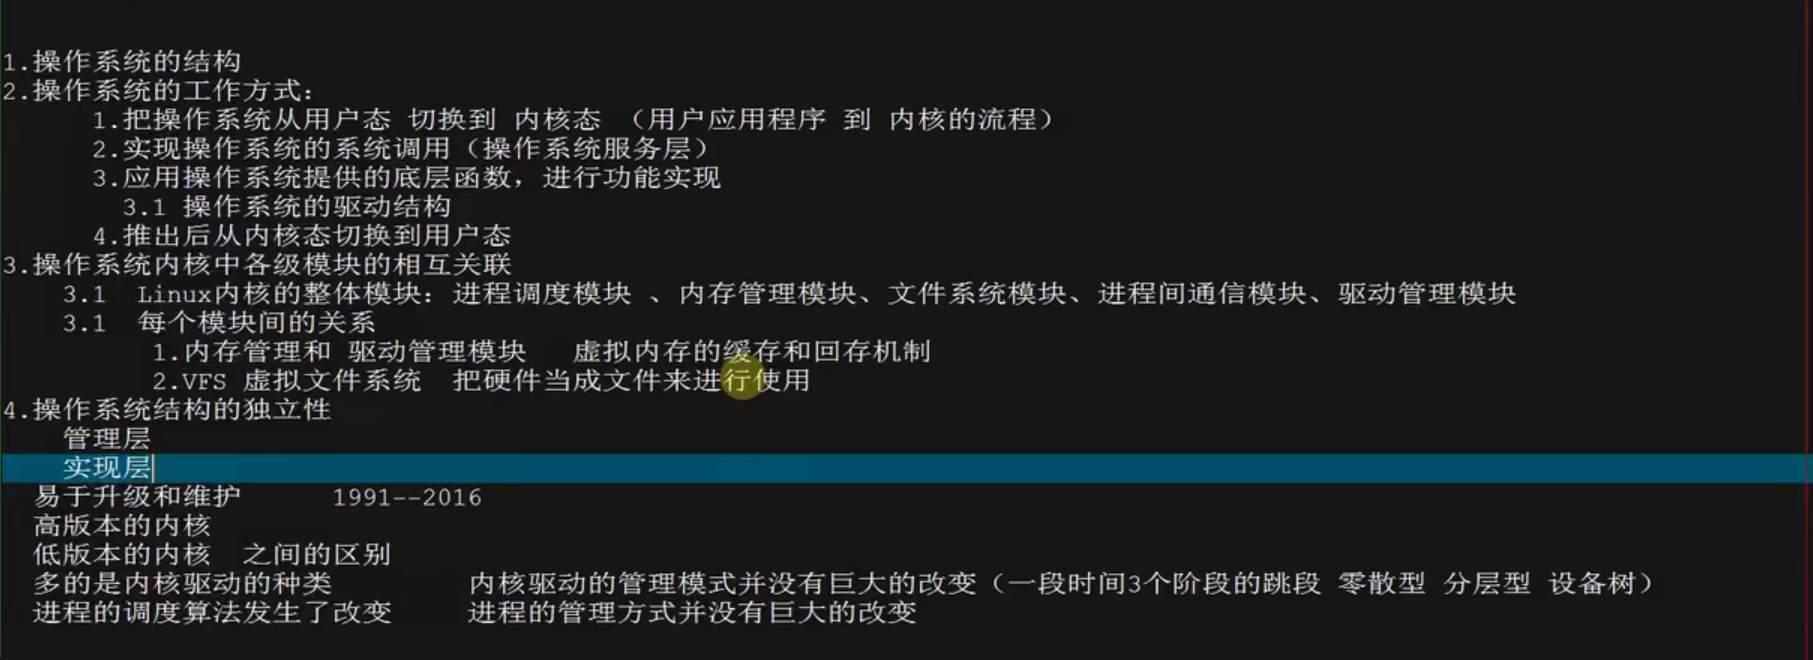 1.操作系统的结构
2.操作系统的工作方式：
1.把操作系统从用户态 切换到 内核态 （用户应用程序 到 内核的流程）
2.实现操作系统的系统调用（操作系统服务层）
3.应用操作系统提供的底层函数，进行功能实现
3.1 操作系统的驱动结构
4.推出后从内核态切换到用户态
3.操作系统内核中各级模块的相互关联
3.1 Linux内核的整体模块：进程调度模块 、内存管理模块、文件系统模块、进程间通信模块、驱动管理模块
3.1 每个模块间的关系
1.内存管理和 驱动管理模块 虚拟内存的缓存和回存机制
2.VFS 虚拟文件系统 把硬件当成文件来进行使用
4.操作系统结构的独立性
管理层
实现层
易于升级和维护 1991--2016
高版本的内核
低版本的内核 之间的区别
多的是内核驱动的种类 内核驱动的管理模式并没有巨大的改变（一段时间3个阶段的跳段 零散型 分层型 设备树）
进程的调度算法发生了改变 进程的管理方式并没有巨大的改变